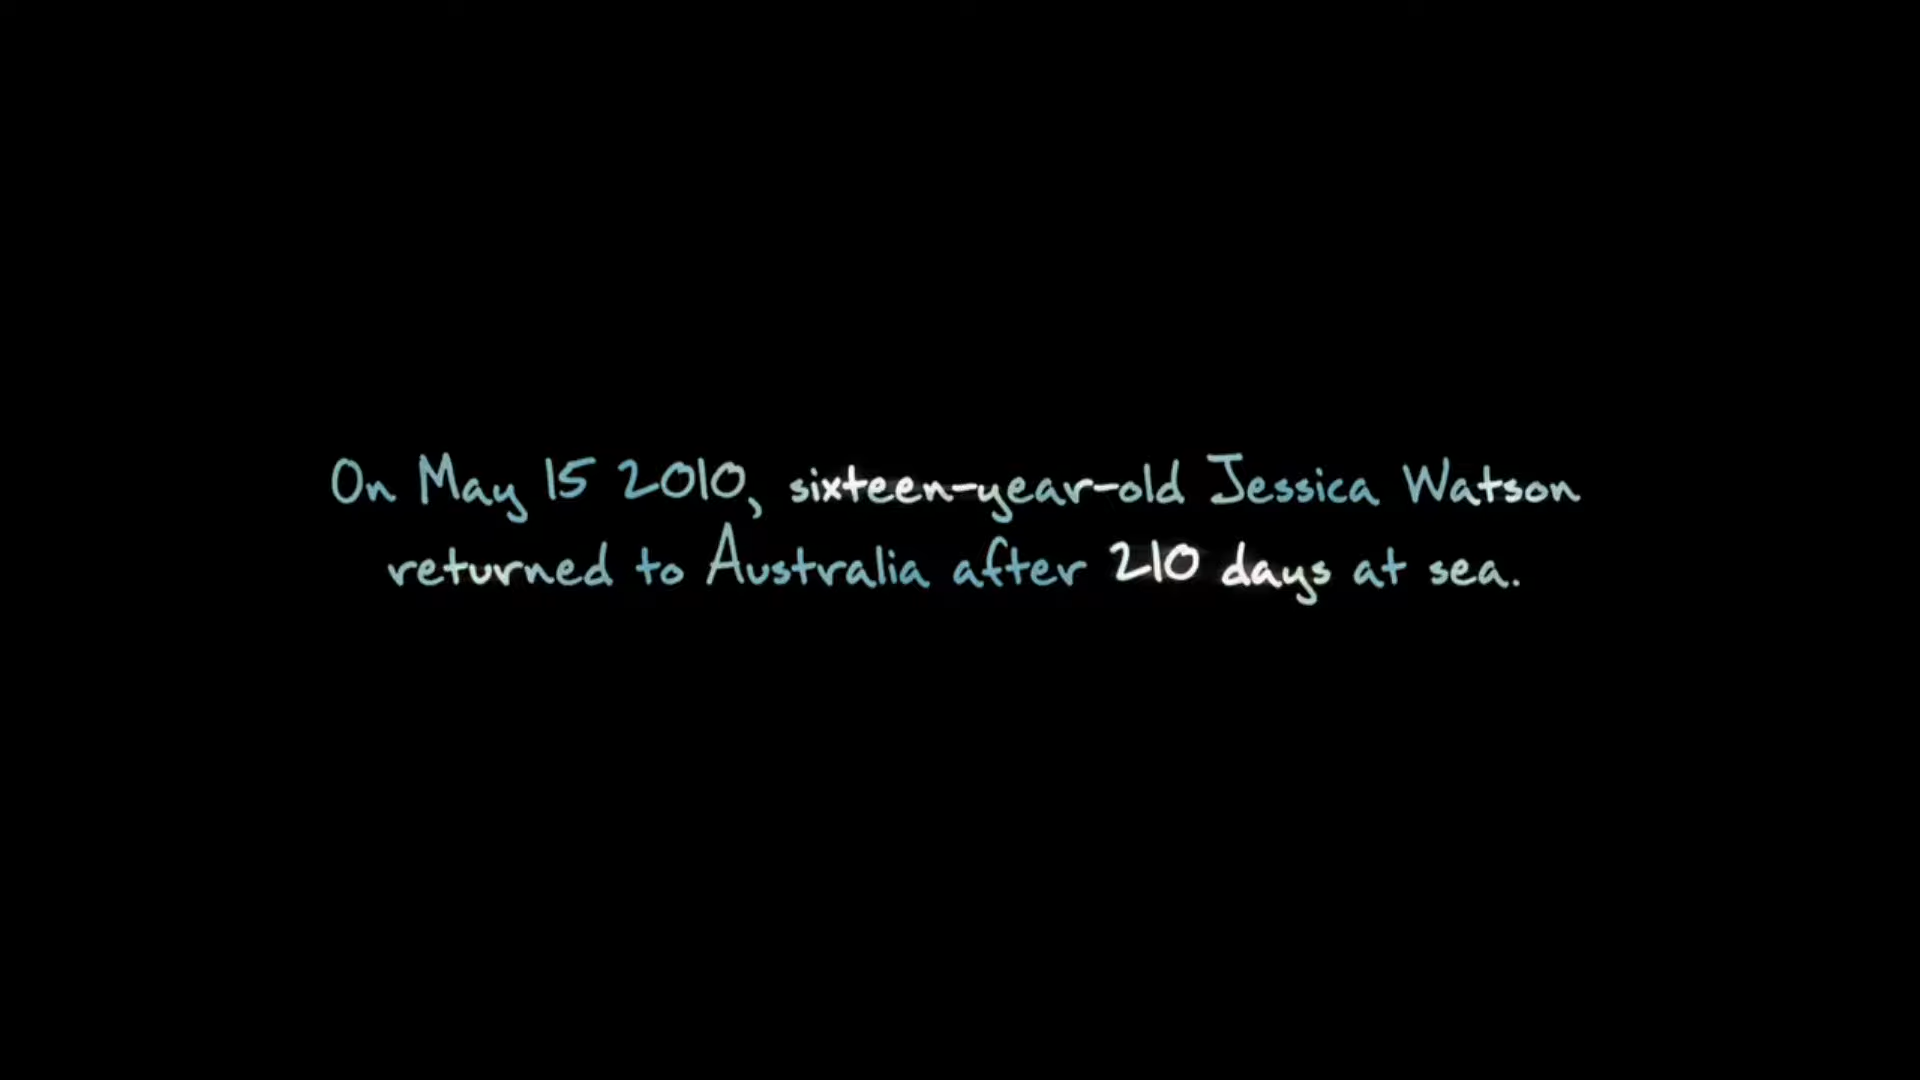 On May 15 2010, sixteen-year-old Jessica Watson
returned to Australia after 210 days at sea.